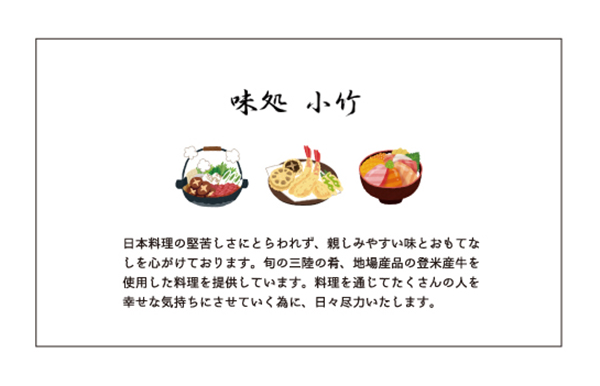 味処 小竹
日本料理の堅苦しさにとらわれず、親しみやすい味とおもてな
しを心がけております。旬の三陸の肴、地場産品の登米産牛を
使用した料理を提供しています。料理を通じてたくさんの人を
幸せな気持ちにさせていく為に、日々尽力いたします。